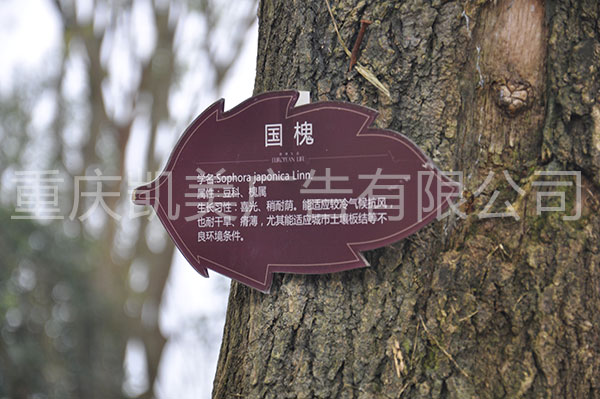 国槐
学名:Sophora japonica Linn
属性：豆科、槐属
生长习性：喜光、稍耐荫。能适应较冷气候抗风
也耐干旱、瘠薄，尤其能适应城市土壤板结等不
良环境条件。
重庆凯美广告有限公司